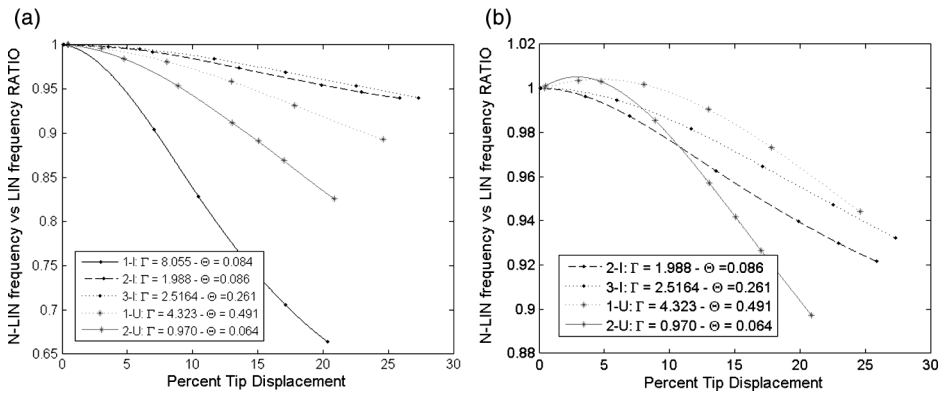 (a)
N-LIN frequency vs LIN frequency RATIO
1
0.95
0.9
0.85
0.8
0.75
0.7
0.65
1-I: Γ = 8.055 - Θ = 0.084
2-I: Γ = 1.988 - Θ =0.086
3-I: Γ = 2.5164 - Θ =0.261
1-U: Γ = 4.323 - Θ = 0.491
2-U: Γ = 0.970 - Θ = 0.064
0 5 10 15 20 25 30
Percent Tip Displacement
(b)
N-LIN frequency vs LIN frequency RATIO
1.02
1
0.98
0.96
0.94
0.92
0.9
0.88
2-I: Γ = 1.988 - Θ =0.086
3-I: Γ = 2.5164 - Θ =0.261
1-U: Γ = 4.323 - Θ = 0.491
2-U: Γ = 0.970 - Θ = 0.064
0 5 10 15 20 25 30
Percent Tip Displacement